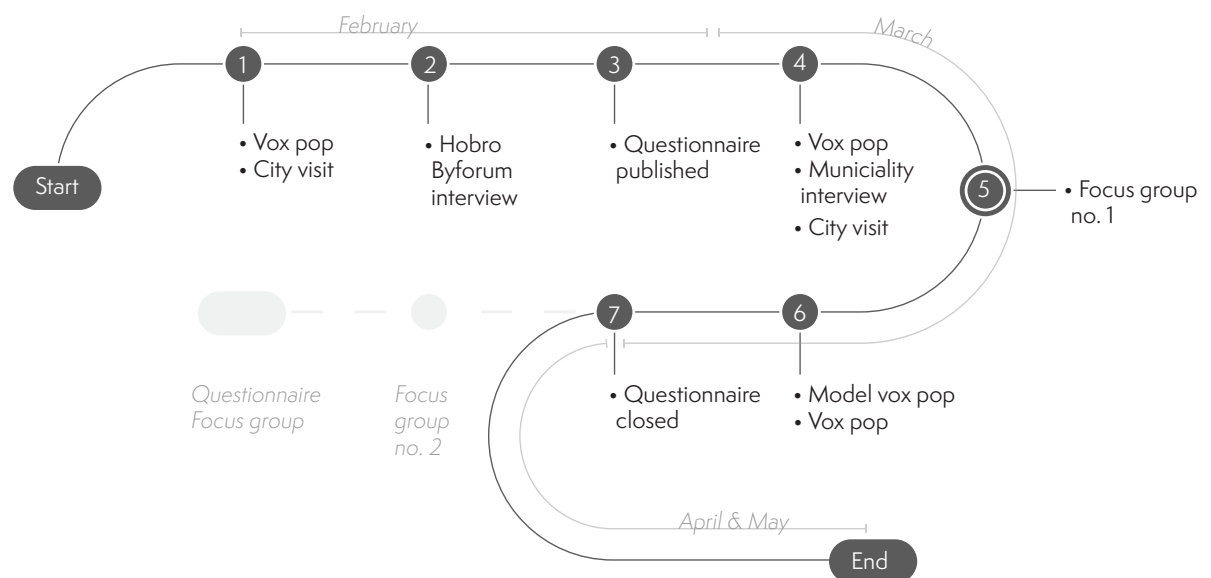 February
March
1
2
3
4
• Vox pop
• City visit
• Hobro
Byforum
interview
• Questionnaire
published
• Vox pop
• Municiality
interview
• City visit
Start
5
• Focus group
no. 1
7
6
Questionnaire
Focus group
Focus
group
no. 2
• Questionnaire
closed
• Model vox pop
• Vox pop
April & May
End